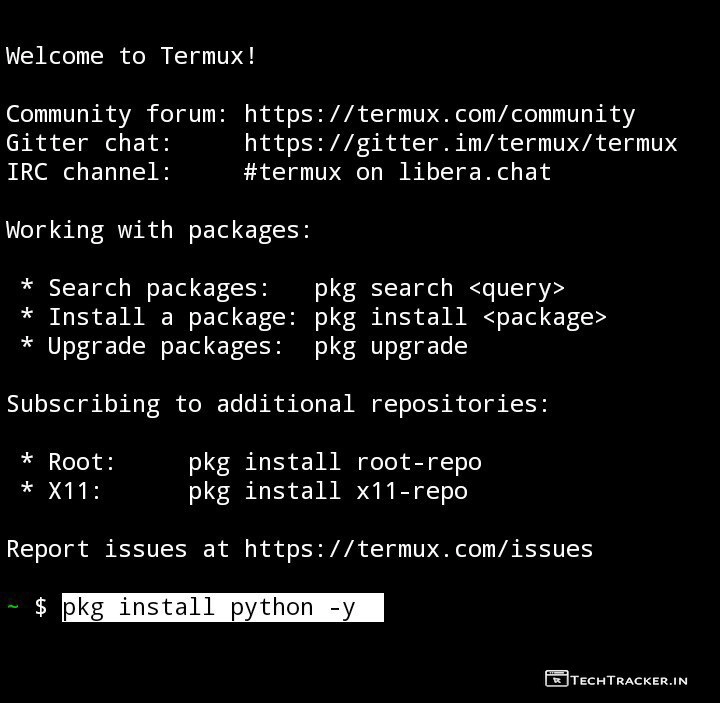 Welcome to Termux!
Community forum: https://termux.com/community
Gitter chat:     https://gitter.im/termux/termux
IRC channel:     #termux on libera.chat
Working with packages:
 * Search packages:   pkg search <query>
 * Install a package: pkg install <package>
 * Upgrade packages:  pkg upgrade
Subscribing to additional repositories:
 * Root:     pkg install root-repo
 * X11:      pkg install x11-repo
Report issues at https://termux.com/issues
~ $ pkg install python -y
TechTracker.in